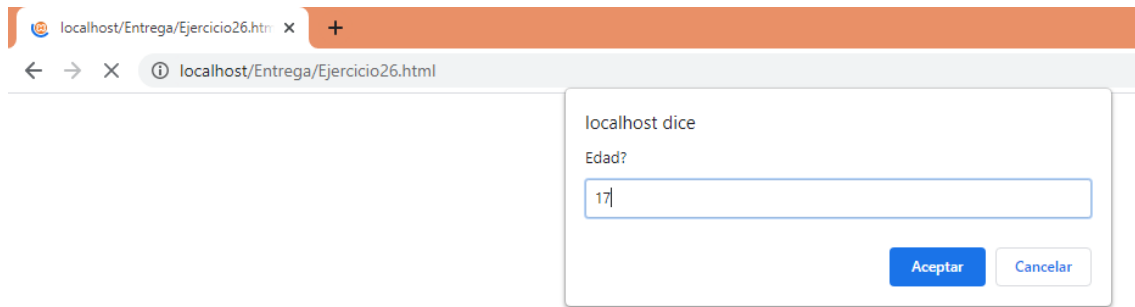 localhost/Entrega/Ejercicio26.htm
localhost/Entrega/Ejercicio26.html
localhost dice
Edad?
17
Aceptar
Cancelar